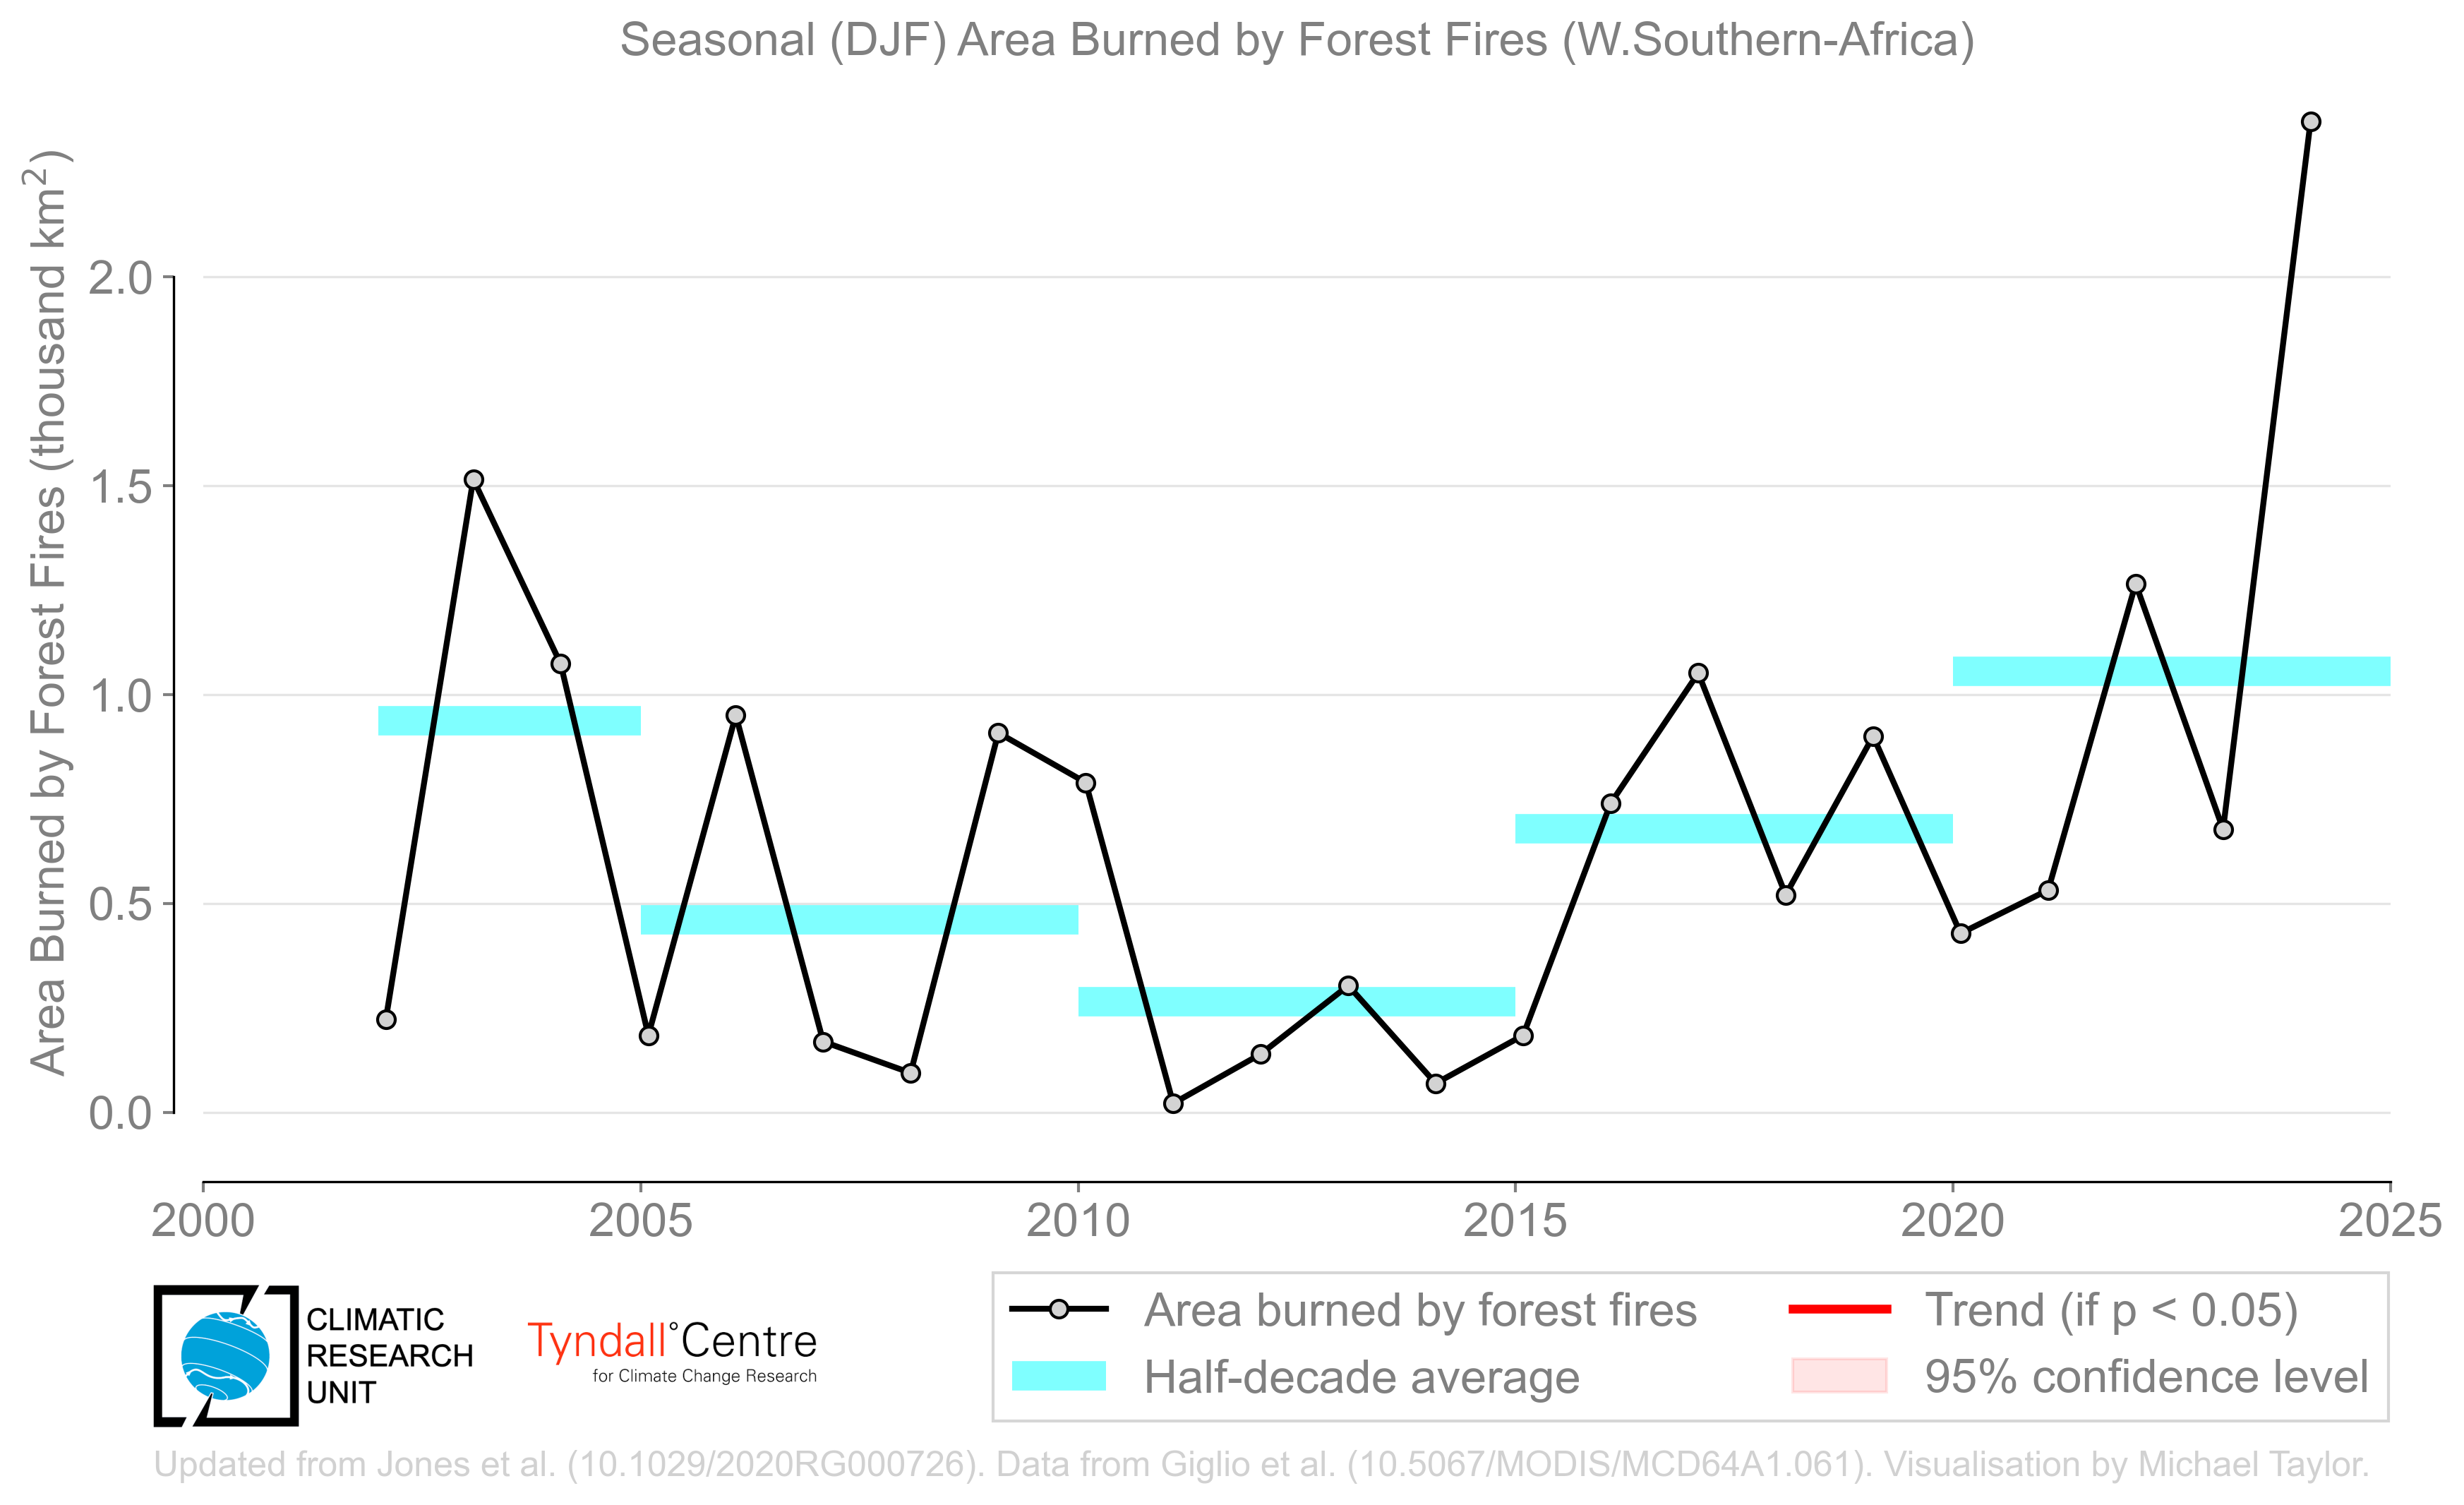 Seasonal (DJF) Area Burned by Forest Fires (W.Southern-Africa)
Area Burned by Forest Fires (thousand km²)
2.0
1.5
1.0
0.5
0.0
2000 2005 2010 2015 2020 2025
Area burned by forest fires
Half-decade average
Trend (if p < 0.05)
95% confidence level
CLIMATIC
RESEARCH
UNIT
Tyndall°Centre
for Climate Change Research
Updated from Jones et al. (10.1029/2020RG000726). Data from Giglio et al. (10.5067/MODIS/MCD64A1.061). Visualisation by Michael Taylor.